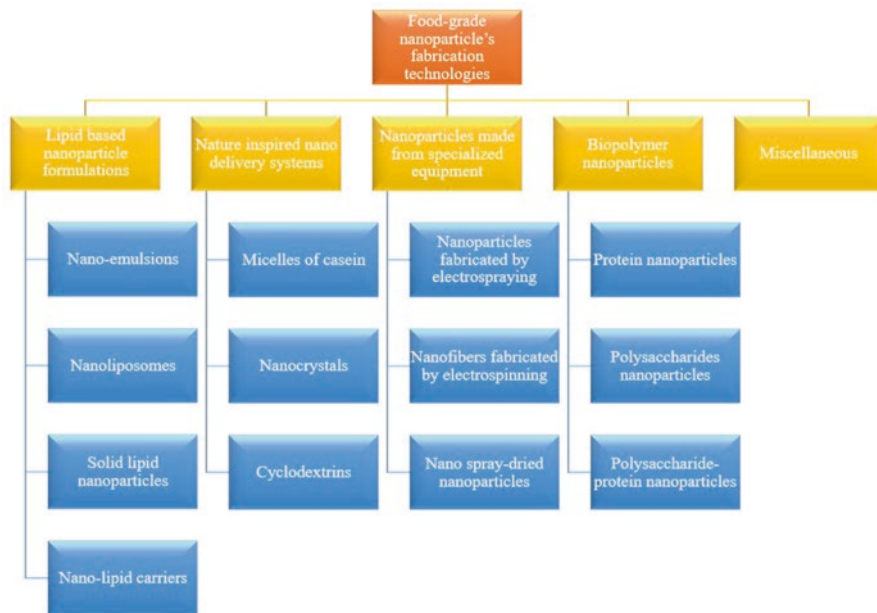 Food-grade
nanoparticle's
fabrication
technologies
Lipid based
nanoparticle
formulations
Nature inspired nano
delivery systems
Nanoparticles made
from specialized
equipment
Biopolymer
nanoparticles
Miscellaneous
Nano-emulsions
Micelles of casein
Nanoparticles
fabricated by
electrospraying
Protein nanoparticles
Nanoliposomes
Nanocrystals
Nanofibers fabricated
by electrospinning
Polysaccharides
nanoparticles
Solid lipid
nanoparticles
Cyclodextrins
Nano spray-dried
nanoparticles
Polysaccharide-
protein nanoparticles
Nano-lipid carriers